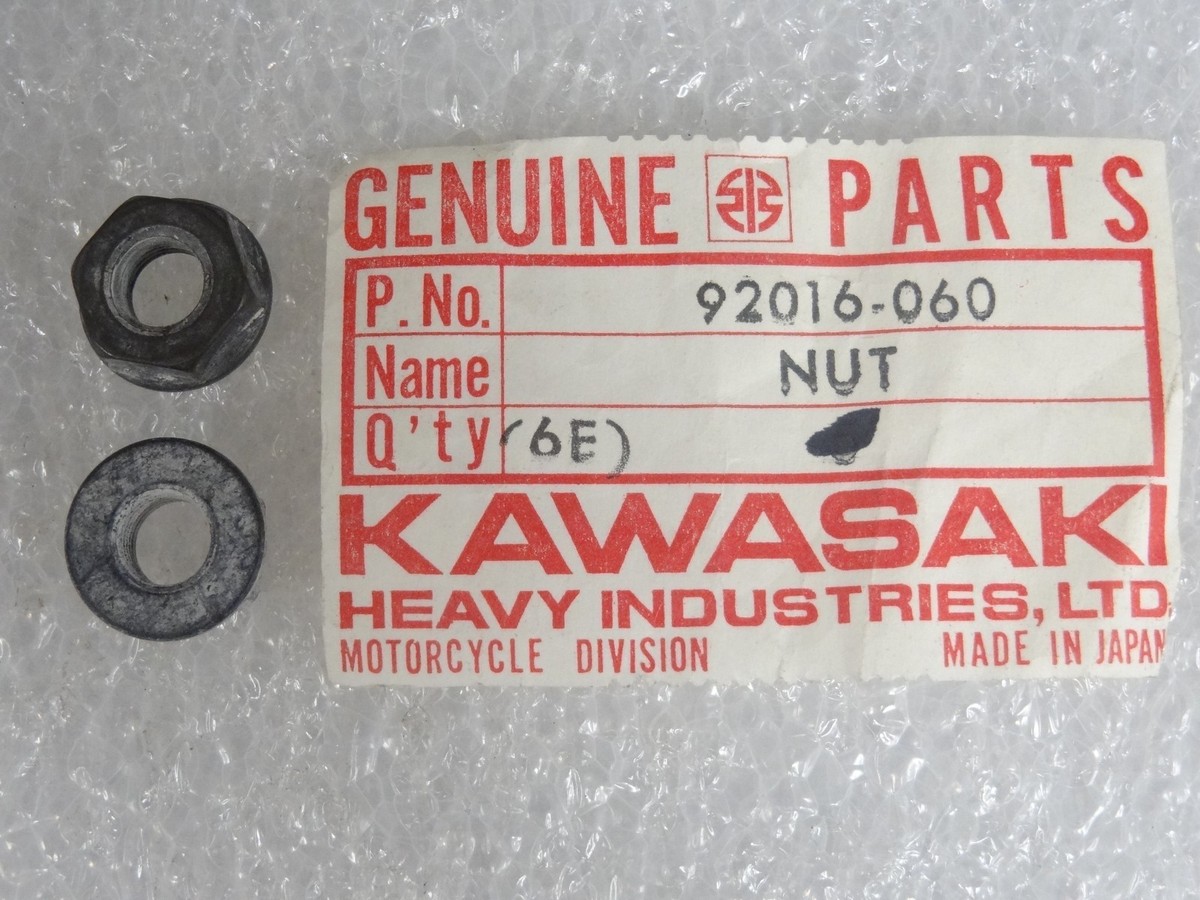 GENUINE PARTS
P. No. 92016-060
Name NUT
Q'ty (6E)
KAWASAKI
HEAVY INDUSTRIES, LTD.
MOTORCYCLE DIVISION MADE IN JAPAN